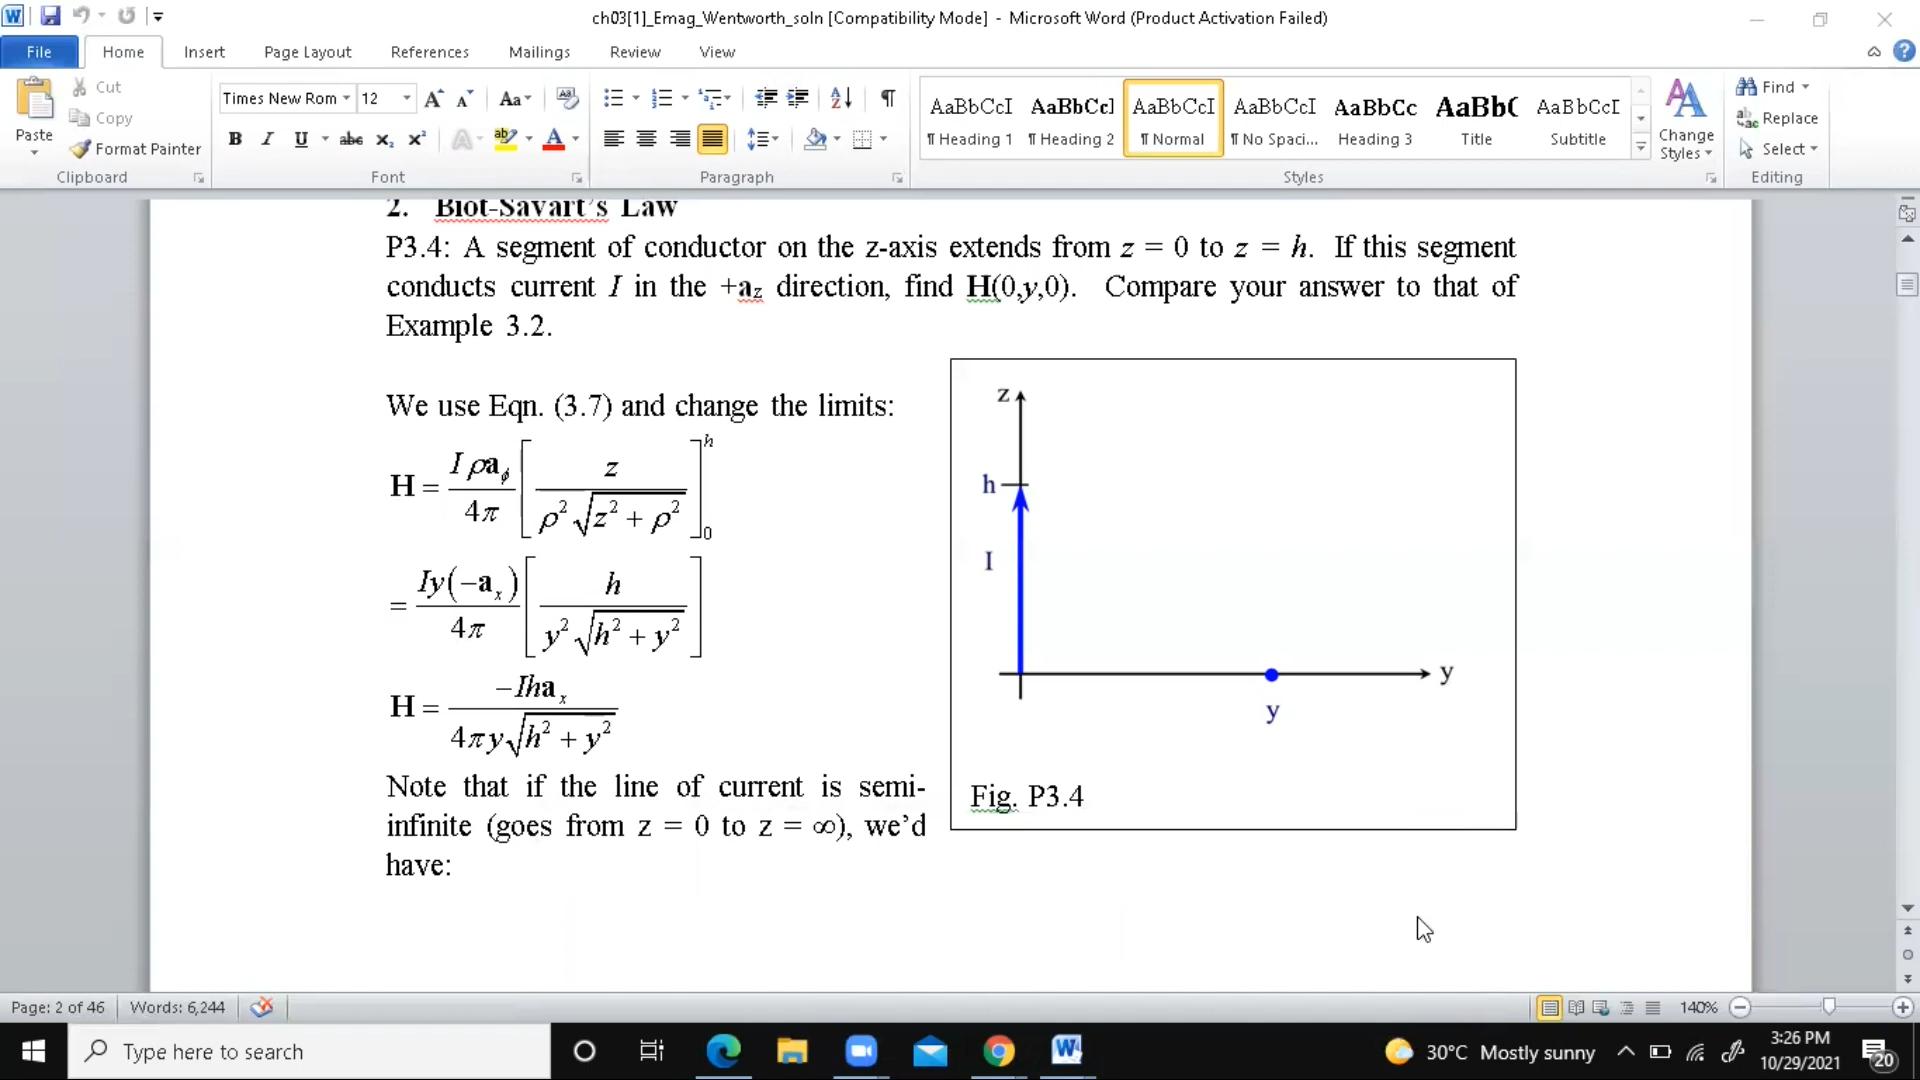 ch03[1]_Emag_Wentworth_soln [Compatibility Mode] - Microsoft Word (Product Activation Failed)
File Home Insert Page Layout References Mailings Review View
Paste
Cut
Copy
Format Painter
Clipboard
Times New Rom 12
Font
Paragraph
AaBbCcI AaBbCcI AaBbCcI AaBbCcI AaBbCc AaBb( AaBbCcI
¶ Heading 1 ¶ Heading 2 ¶ Normal ¶ No Spaci... Heading 3 Title Subtitle
Change Styles
Styles
Find
Replace
Select
Editing
2. Biot-Savart's Law
P3.4: A segment of conductor on the z-axis extends from z = 0 to z = h. If this segment
conducts current I in the +a_z direction, find H(0,y,0). Compare your answer to that of
Example 3.2.
We use Eqn. (3.7) and change the limits:
H = Iρa_ϕ / 4π [ z / ρ² √(z² + ρ²) ]₀^h
= Iy(−a_x) / 4π [ h / y² √(h² + y²) ]
H = −Iha_x / 4πy√(h² + y²)
Note that if the line of current is semi-
infinite (goes from z = 0 to z = ∞), we'd
have:
z
h
I
y
y
Fig. P3.4
Page: 2 of 46 Words: 6,244 140%
Type here to search
30°C Mostly sunny
3:26 PM
10/29/2021
20